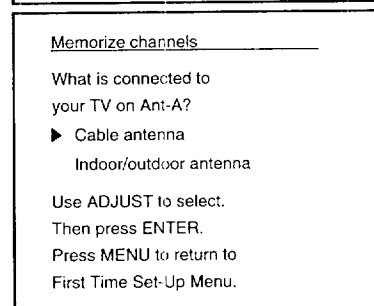 Memorize channels
What is connected to
your TV on Ant-A?
▶ Cable antenna
Indoor/outdoor antenna
Use ADJUST to select.
Then press ENTER.
Press MENU to return to
First Time Set-Up Menu.